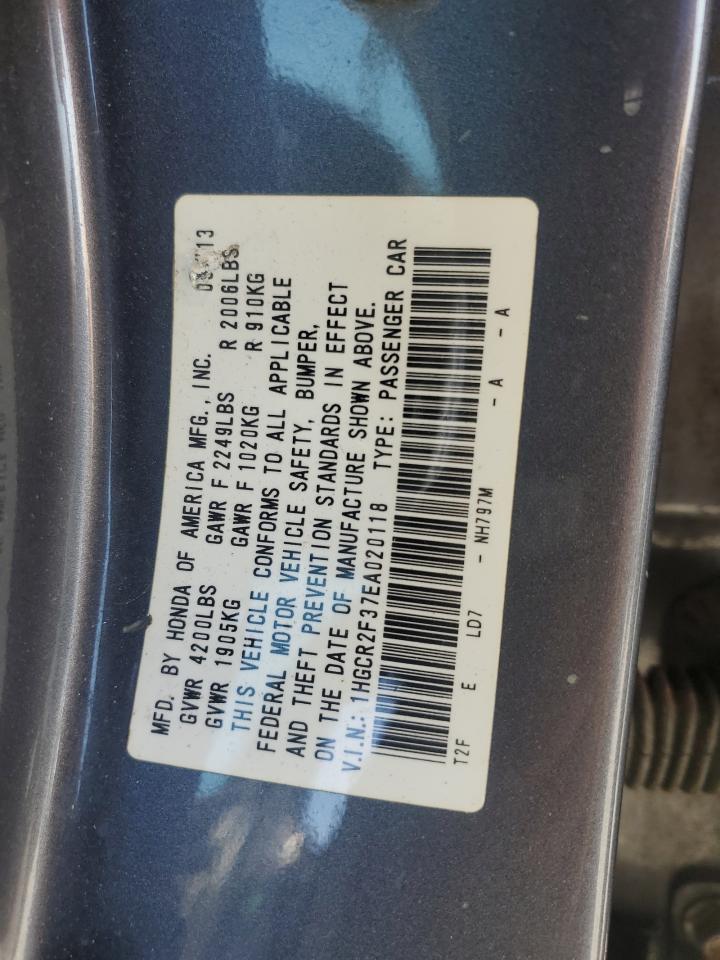 MFD. BY HONDA OF AMERICA MFG., INC.
GVWR 4200LBS GAWR F 2249LBS R 2006LBS
GVWR 1905KG GAWR F 1020KG R 910KG
THIS VEHICLE CONFORMS TO ALL APPLICABLE
FEDERAL MOTOR VEHICLE SAFETY, BUMPER,
AND THEFT PREVENTION STANDARDS IN EFFECT
ON THE DATE OF MANUFACTURE SHOWN ABOVE.
V.I.N.: 1HGCR2F37EA020118 TYPE: PASSENGER CAR
T2F E LD7 - NH797M - A - A